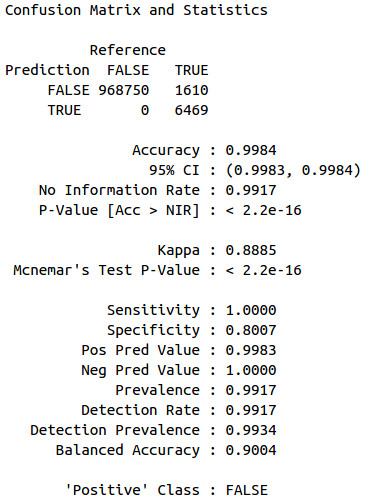 Confusion Matrix and Statistics
Reference
Prediction FALSE TRUE
FALSE 968750 1610
TRUE 0 6469
Accuracy : 0.9984
95% CI : (0.9983, 0.9984)
No Information Rate : 0.9917
P-Value [Acc > NIR] : < 2.2e-16
Kappa : 0.8885
Mcnemar's Test P-Value : < 2.2e-16
Sensitivity : 1.0000
Specificity : 0.8007
Pos Pred Value : 0.9983
Neg Pred Value : 1.0000
Prevalence : 0.9917
Detection Rate : 0.9917
Detection Prevalence : 0.9934
Balanced Accuracy : 0.9004
'Positive' Class : FALSE